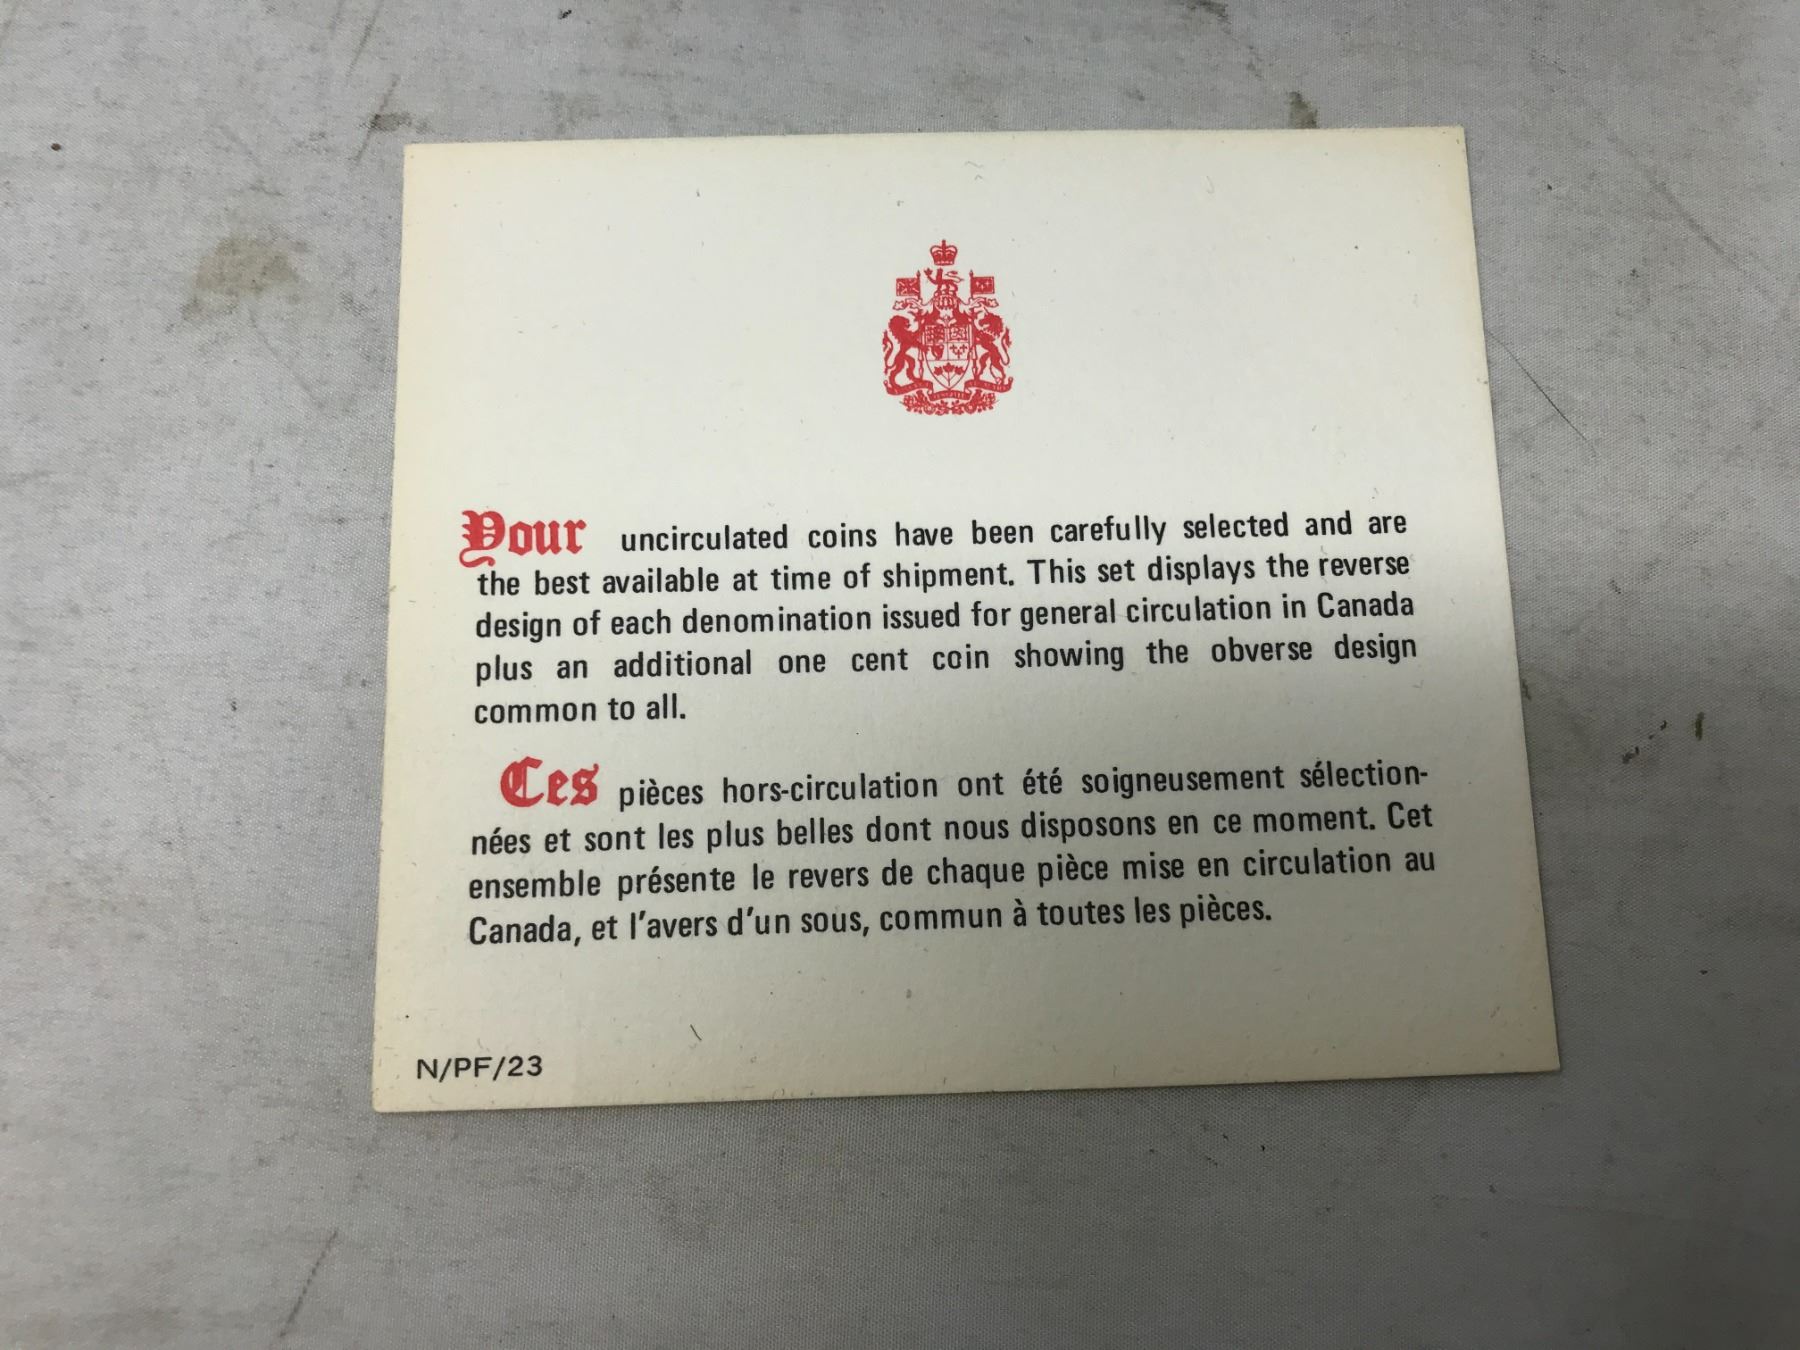 Your uncirculated coins have been carefully selected and are
the best available at time of shipment. This set displays the reverse
design of each denomination issued for general circulation in Canada
plus an additional one cent coin showing the obverse design
common to all.
Ces pièces hors-circulation ont été soigneusement sélection-
nées et sont les plus belles dont nous disposons en ce moment. Cet
ensemble présente le revers de chaque pièce mise en circulation au
Canada, et l'avers d'un sous, commun à toutes les pièces.
N/PF/23